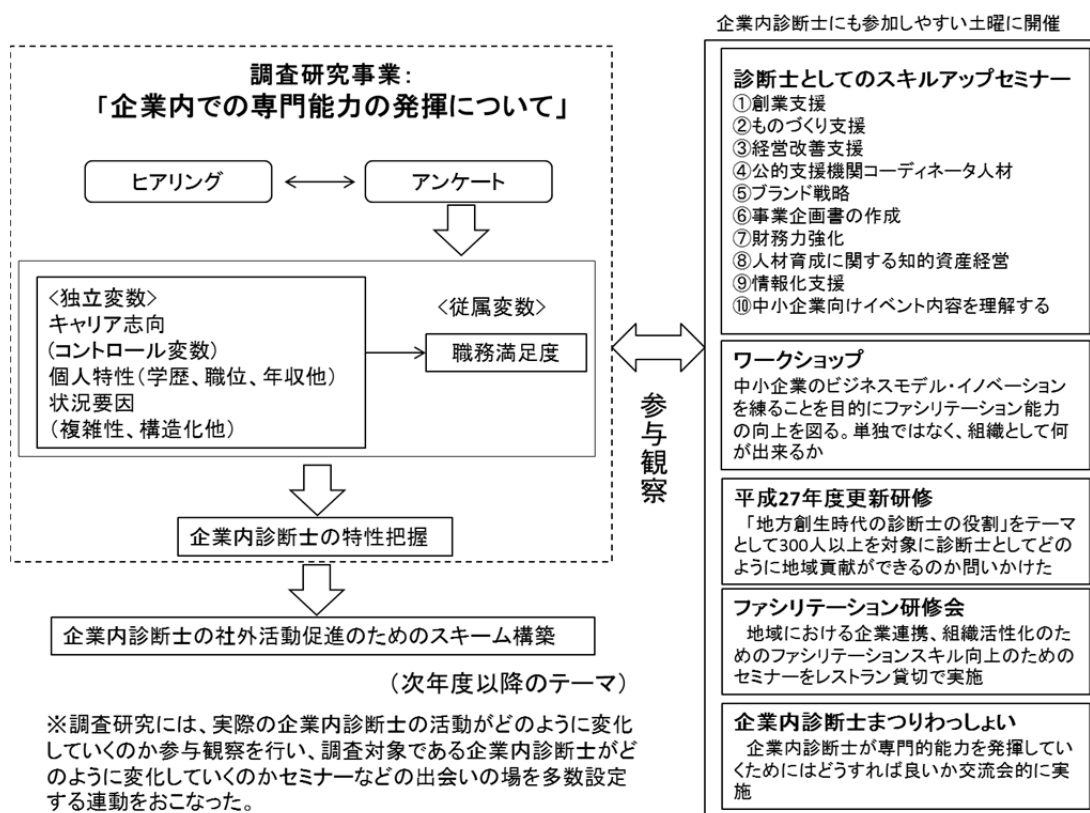 企業内診断士にも参加しやすい土曜に開催
調査研究事業：
「企業内での専門能力の発揮について」
ヒアリング
アンケート
<独立変数>
キャリア志向
(コントロール変数)
個人特性(学歴、職位、年収他)
状況要因
(複雑性、構造化他)
<従属変数>
職務満足度
企業内診断士の特性把握
企業内診断士の社外活動促進のためのスキーム構築
(次年度以降のテーマ)
※調査研究には、実際の企業内診断士の活動がどのように変化
していくのか参与観察を行い、調査対象である企業内診断士がど
のように変化していくのかセミナーなどの出会いの場を多数設定
する連動をおこなった。
参与観察
診断士としてのスキルアップセミナー
①創業支援
②ものづくり支援
③経営改善支援
④公的支援機関コーディネータ人材
⑤ブランド戦略
⑥事業企画書の作成
⑦財務力強化
⑧人材育成に関する知的資産経営
⑨情報化支援
⑩中小企業向けイベント内容を理解する
ワークショップ
中小企業のビジネスモデル・イノベーション
を練ることを目的にファシリテーション能力
の向上を図る。単独ではなく、組織として何
が出来るか
平成27年度更新研修
「地方創生時代の診断士の役割」をテーマ
として300人以上を対象に診断士としてどの
ように地域貢献ができるのか問いかけた
ファシリテーション研修会
地域における企業連携、組織活性化のた
めのファシリテーションスキル向上のための
セミナーをレストラン貸切で実施
企業内診断士まつりわっしょい
企業内診断士が専門的能力を発揮してい
くためにはどうすれば良いか交流会的に実
施